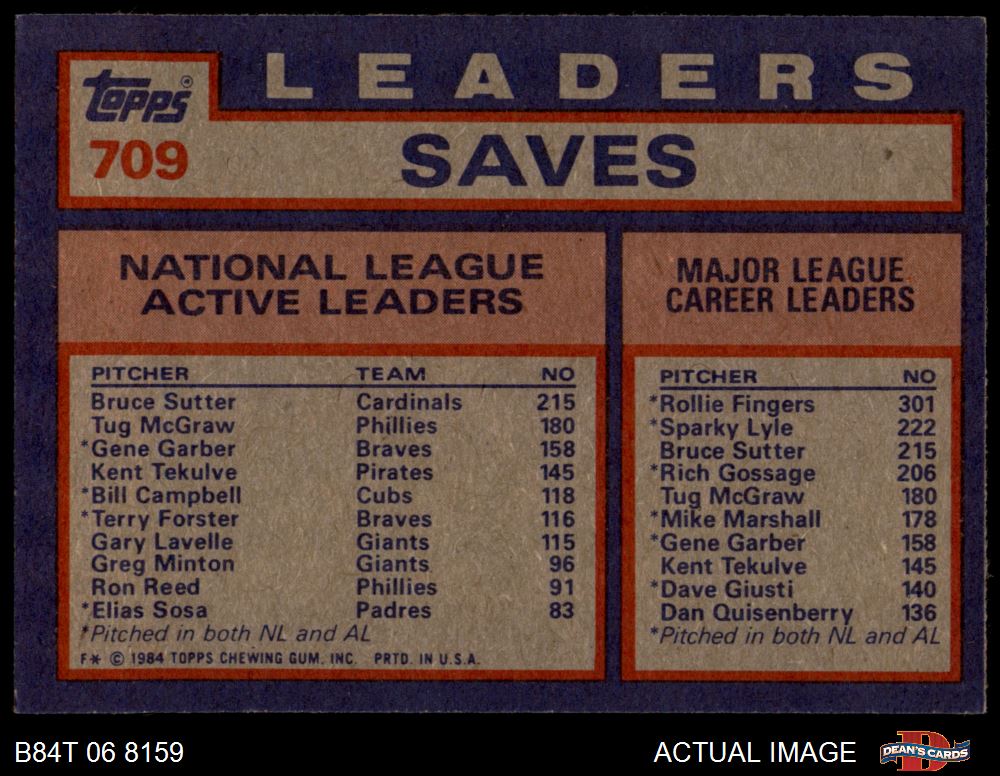 LEADERS
topps®
709
SAVES
NATIONAL LEAGUE
ACTIVE LEADERS
PITCHER TEAM NO
Bruce Sutter Cardinals 215
Tug McGraw Phillies 180
*Gene Garber Braves 158
Kent Tekulve Pirates 145
*Bill Campbell Cubs 118
*Terry Forster Braves 116
Gary Lavelle Giants 115
Greg Minton Giants 96
Ron Reed Phillies 91
*Elias Sosa Padres 83
*Pitched in both NL and AL
F* © 1984 TOPPS CHEWING GUM, INC. PRTD. IN U.S.A.
MAJOR LEAGUE
CAREER LEADERS
PITCHER NO
*Rollie Fingers 301
*Sparky Lyle 222
Bruce Sutter 215
*Rich Gossage 206
Tug McGraw 180
*Mike Marshall 178
*Gene Garber 158
Kent Tekulve 145
*Dave Giusti 140
Dan Quisenberry 136
*Pitched in both NL and AL
B84T 06 8159
ACTUAL IMAGE
D
DEAN'S CARDS